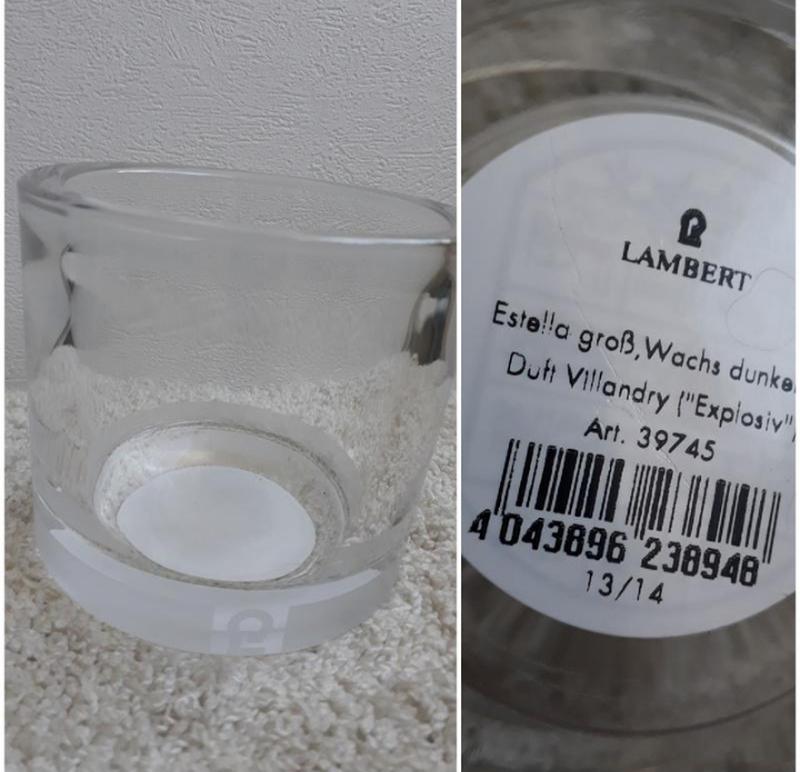 LAMBERT
Estella groß, Wachs dunke
Duft Villandry ("Explosiv"
Art. 39745
4 043896 238948
13/14